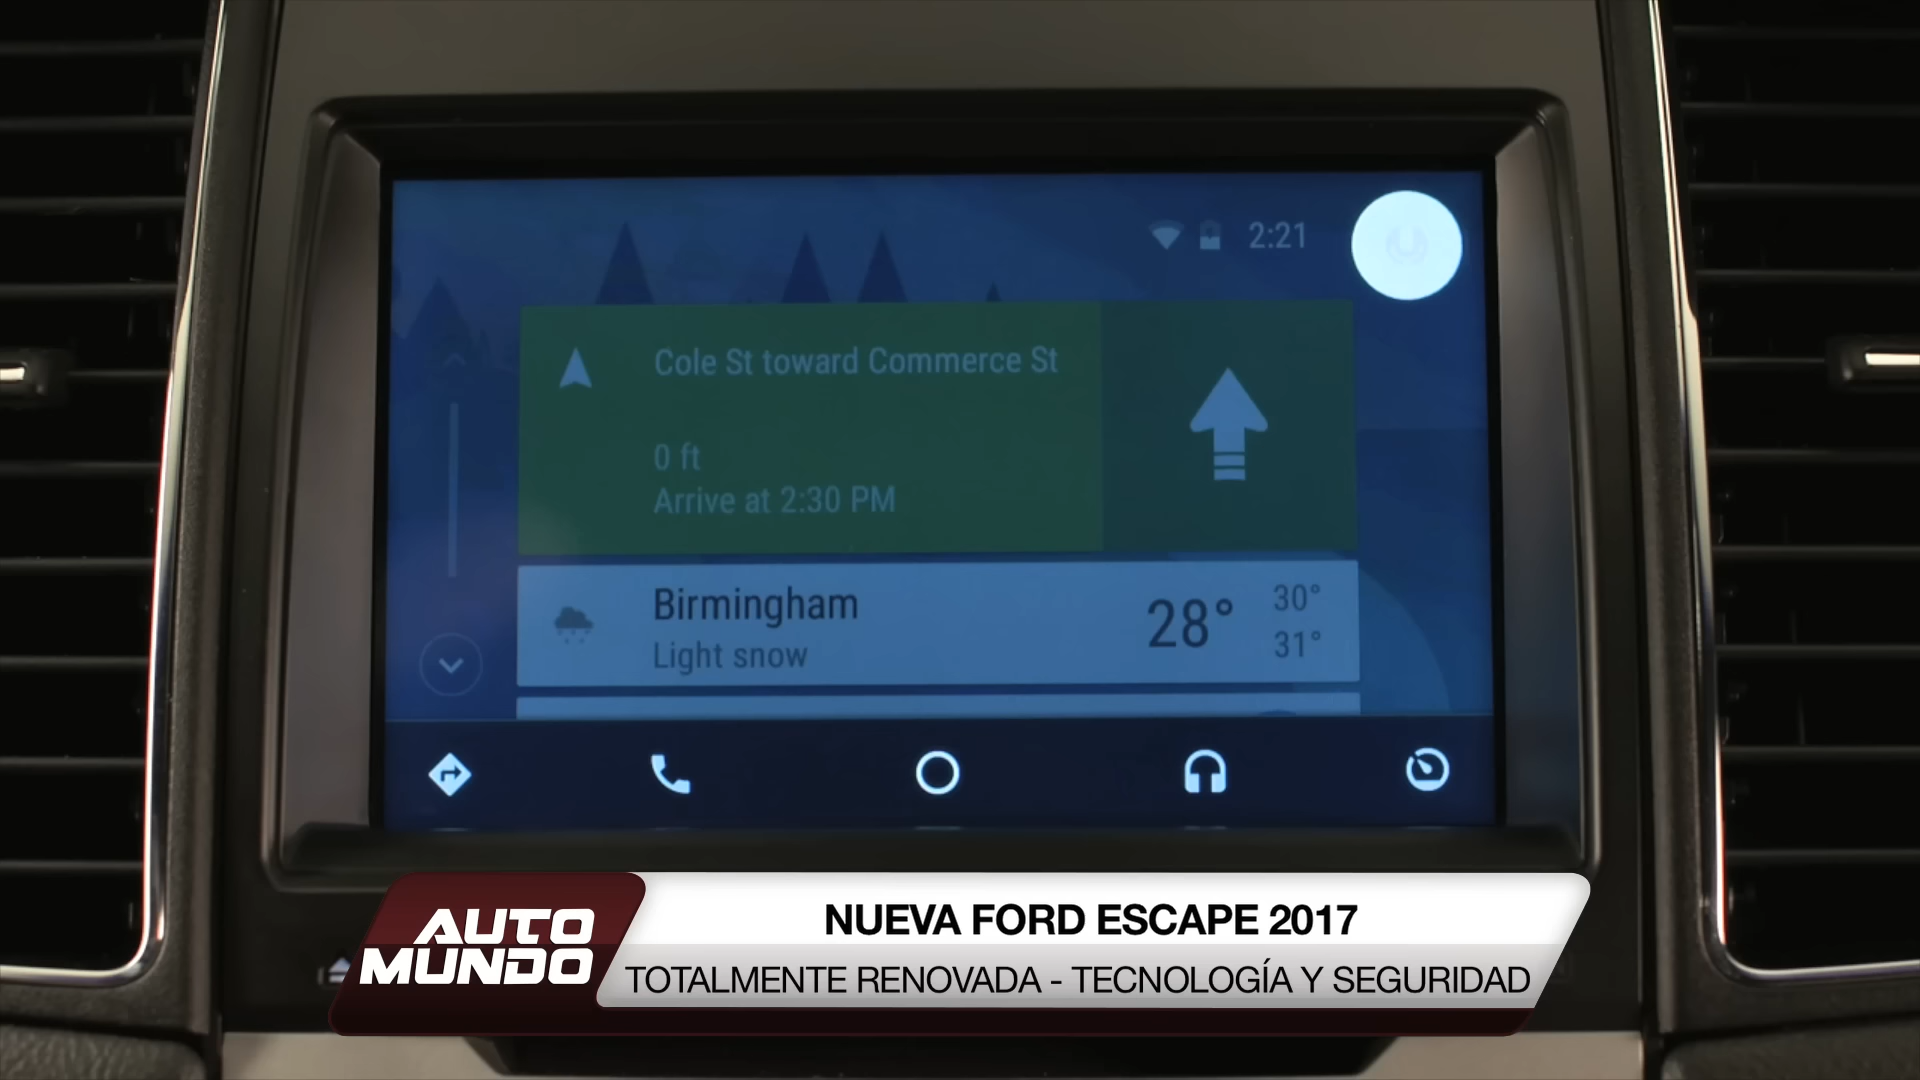 2:21
Cole St toward Commerce St
0 ft
Arrive at 2:30 PM
Birmingham
Light snow
28°
30°
31°
AUTO
MUNDO
NUEVA FORD ESCAPE 2017
TOTALMENTE RENOVADA - TECNOLOGÍA Y SEGURIDAD